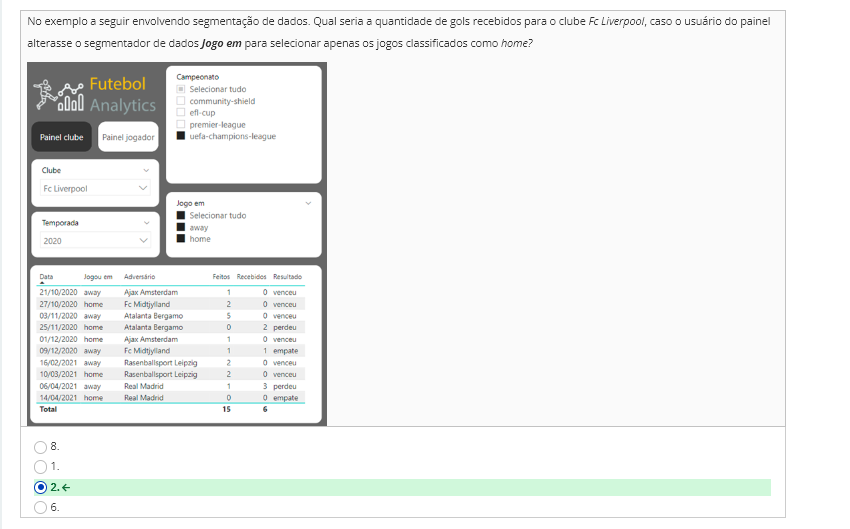 No exemplo a seguir envolvendo segmentação de dados. Qual seria a quantidade de gols recebidos para o clube Fc Liverpool, caso o usuário do painel
alterasse o segmentador de dados Jogo em para selecionar apenas os jogos classificados como home?
Futebol
Analytics
Painel clube
Painel jogador
Campeonato
Selecionar tudo
community-shield
efl-cup
premier-league
uefa-champions-league
Clube
Fc Liverpool
Temporada
2020
Jogo em
Selecionar tudo
away
home
Data Jogou em Adversário Feitos Recebidos Resultado
21/10/2020 away Ajax Amsterdam 1 0 venceu
27/10/2020 home Fc Midtjylland 2 0 venceu
03/11/2020 away Atalanta Bergamo 5 0 venceu
25/11/2020 home Atalanta Bergamo 0 2 perdeu
01/12/2020 home Ajax Amsterdam 1 0 venceu
09/12/2020 away Fc Midtjylland 1 1 empate
16/02/2021 away Rasenballsport Leipzig 2 0 venceu
10/03/2021 home Rasenballsport Leipzig 2 0 venceu
06/04/2021 away Real Madrid 1 3 perdeu
14/04/2021 home Real Madrid 0 0 empate
Total 15 6
8.
1.
2. ←
6.